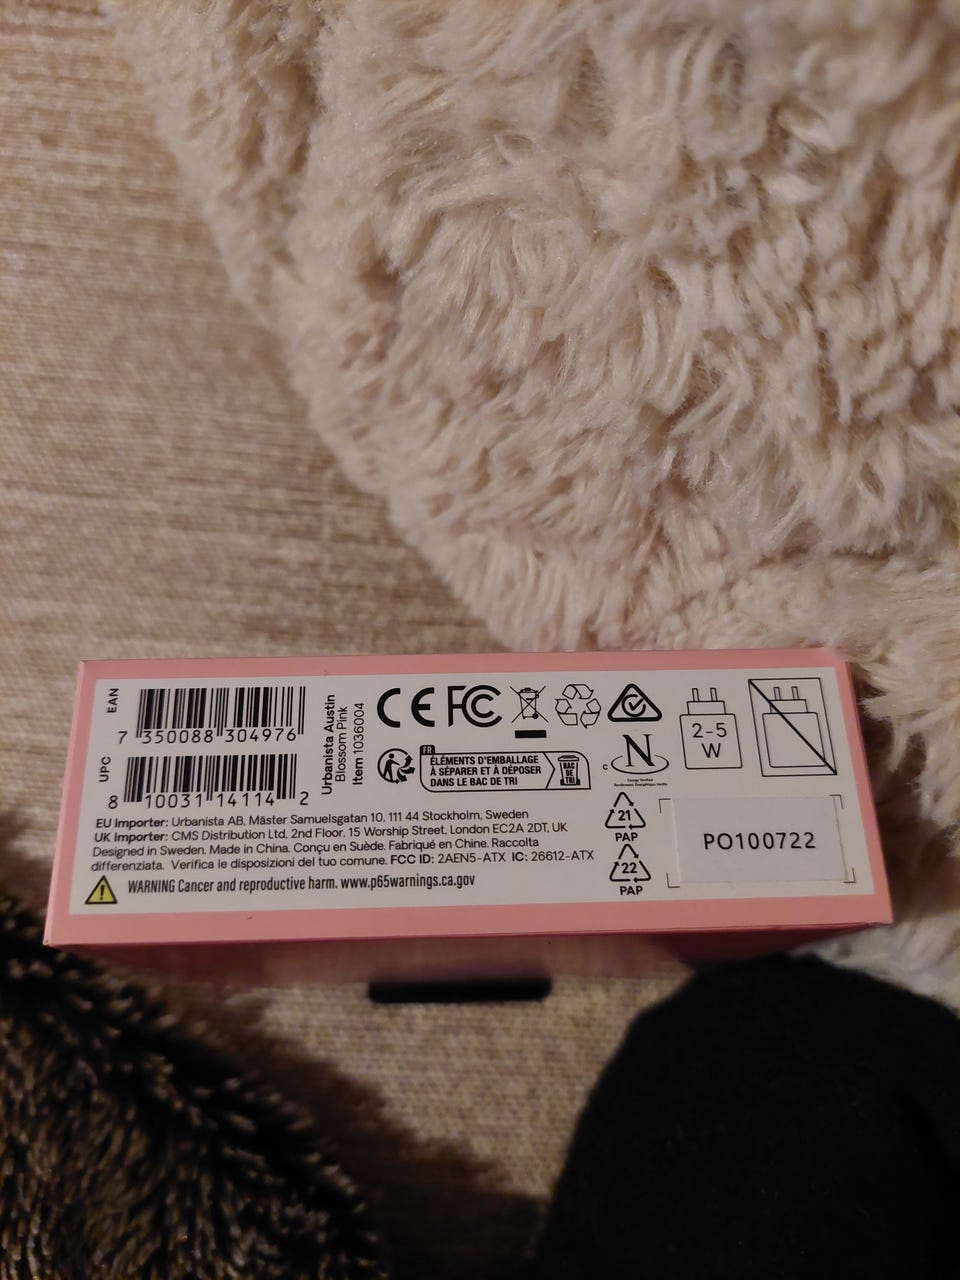 EAN
7 350088 304976
UPC
8 10031 14114 2
Urbanista Austin
Blossom Pink
Item 1036004
CE FC
FR
ÉLÉMENTS D'EMBALLAGE
À SÉPARER ET À DÉPOSER
DANS LE BAC DE TRI
BAC
DE
TRI
c N
Energy Verified
Rendement Énergétique Vérifié
2-5
W
21
PAP
22
PAP
PO100722
EU Importer: Urbanista AB, Mäster Samuelsgatan 10, 111 44 Stockholm, Sweden
UK Importer: CMS Distribution Ltd, 2nd Floor, 15 Worship Street, London EC2A 2DT, UK
Designed in Sweden. Made in China. Conçu en Suède. Fabriqué en Chine. Raccolta
differenziata. Verifica le disposizioni del tuo comune. FCC ID: 2AEN5-ATX IC: 26612-ATX
WARNING Cancer and reproductive harm. www.p65warnings.ca.gov